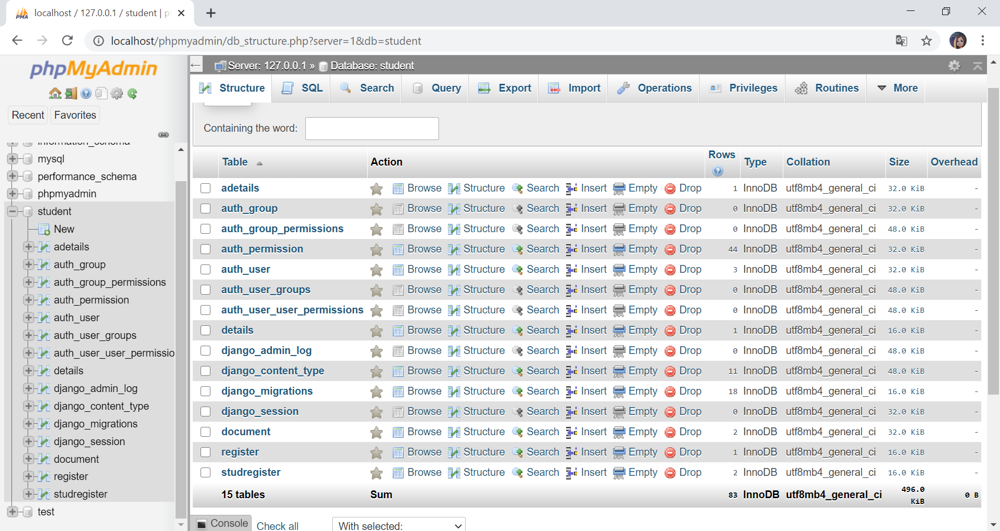 localhost / 127.0.0.1 / student | p
localhost/phpmyadmin/db_structure.php?server=1&db=student
phpMyAdmin
Recent Favorites
information_schema
mysql
performance_schema
phpmyadmin
student
New
adetails
auth_group
auth_group_permissions
auth_permission
auth_user
auth_user_groups
auth_user_user_permissio
details
django_admin_log
django_content_type
django_migrations
django_session
document
register
studregister
test
Server: 127.0.0.1 » Database: student
Structure SQL Search Query Export Import Operations Privileges Routines More
Containing the word:
Table Action Rows Type Collation Size Overhead
adetails Browse Structure Search Insert Empty Drop 1 InnoDB utf8mb4_general_ci 32.0 KiB -
auth_group Browse Structure Search Insert Empty Drop 0 InnoDB utf8mb4_general_ci 32.0 KiB -
auth_group_permissions Browse Structure Search Insert Empty Drop 0 InnoDB utf8mb4_general_ci 48.0 KiB -
auth_permission Browse Structure Search Insert Empty Drop 44 InnoDB utf8mb4_general_ci 32.0 KiB -
auth_user Browse Structure Search Insert Empty Drop 3 InnoDB utf8mb4_general_ci 32.0 KiB -
auth_user_groups Browse Structure Search Insert Empty Drop 0 InnoDB utf8mb4_general_ci 48.0 KiB -
auth_user_user_permissions Browse Structure Search Insert Empty Drop 0 InnoDB utf8mb4_general_ci 48.0 KiB -
details Browse Structure Search Insert Empty Drop 1 InnoDB utf8mb4_general_ci 16.0 KiB -
django_admin_log Browse Structure Search Insert Empty Drop 0 InnoDB utf8mb4_general_ci 48.0 KiB -
django_content_type Browse Structure Search Insert Empty Drop 11 InnoDB utf8mb4_general_ci 48.0 KiB -
django_migrations Browse Structure Search Insert Empty Drop 18 InnoDB utf8mb4_general_ci 16.0 KiB -
django_session Browse Structure Search Insert Empty Drop 0 InnoDB utf8mb4_general_ci 32.0 KiB -
document Browse Structure Search Insert Empty Drop 2 InnoDB utf8mb4_general_ci 32.0 KiB -
register Browse Structure Search Insert Empty Drop 1 InnoDB utf8mb4_general_ci 16.0 KiB -
studregister Browse Structure Search Insert Empty Drop 2 InnoDB utf8mb4_general_ci 16.0 KiB -
15 tables Sum 83 InnoDB utf8mb4_general_ci 496.0 KiB 0 B
Console Check all With selected: